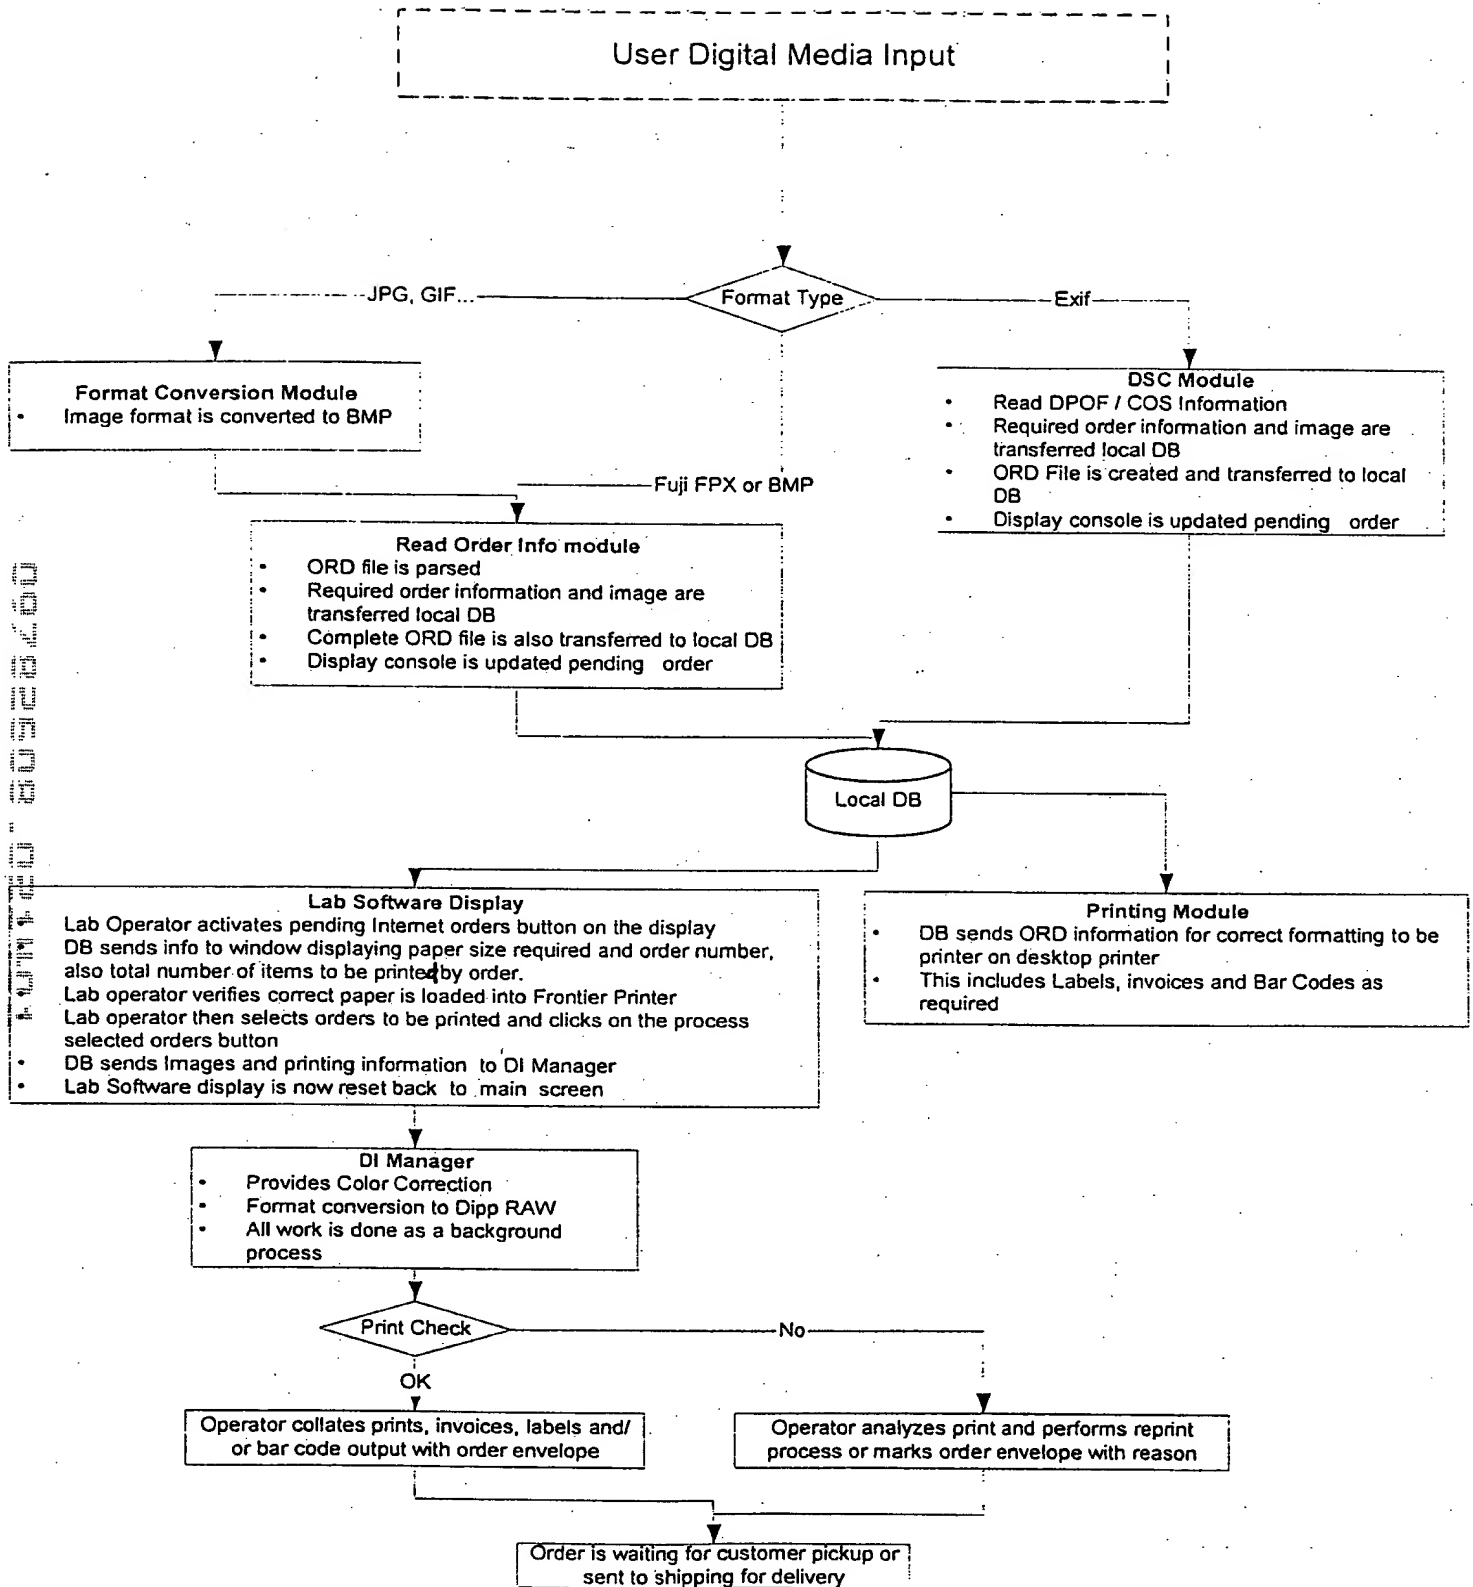 User Digital Media Input
Format Type
JPG, GIF...
Exif
Format Conversion Module
• Image format is converted to BMP
DSC Module
• Read DPOF / COS Information
• Required order information and image are
transferred local DB
• ORD File is created and transferred to local
DB
• Display console is updated pending order
Fuji FPX or BMP
Read Order Info module
• ORD file is parsed
• Required order information and image are
transferred local DB
• Complete ORD file is also transferred to local DB
• Display console is updated pending order
Local DB
Lab Software Display
• Lab Operator activates pending Internet orders button on the display
• DB sends info to window displaying paper size required and order number,
also total number of items to be printed by order.
• Lab operator verifies correct paper is loaded into Frontier Printer
• Lab operator then selects orders to be printed and clicks on the process
selected orders button
• DB sends Images and printing information to DI Manager
• Lab Software display is now reset back to main screen
Printing Module
• DB sends ORD information for correct formatting to be
printer on desktop printer
• This includes Labels, invoices and Bar Codes as
required
DI Manager
• Provides Color Correction
• Format conversion to Dipp RAW
• All work is done as a background
process
Print Check
No
OK
Operator collates prints, invoices, labels and/
or bar code output with order envelope
Operator analyzes print and performs reprint
process or marks order envelope with reason
Order is waiting for customer pickup or
sent to shipping for delivery